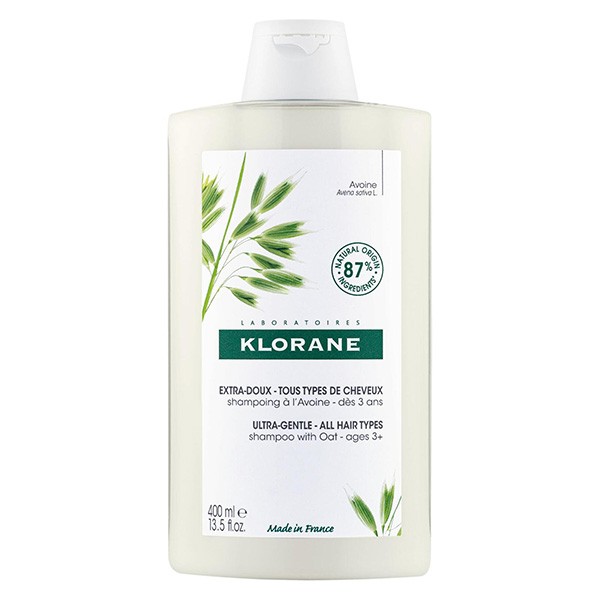 Avoine
Avena sativa L.
NATURAL ORIGIN
87%
INGREDIENTS
LABORATOIRES
KLORANE
EXTRA-DOUX - TOUS TYPES DE CHEVEUX
shampoing à l'Avoine - dès 3 ans
ULTRA-GENTLE - ALL HAIR TYPES
shampoo with Oat - ages 3+
400 ml e
13.5 fl.oz.
Made in France